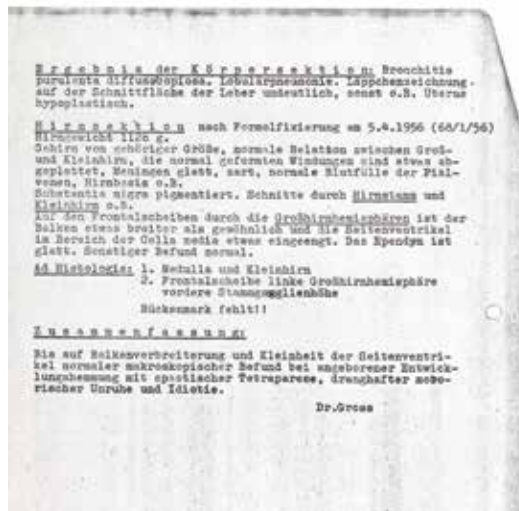 Ergebnis der Körpersektion: Bronchitis
purulenta diffusa copiosa. Lobulärpneumonie. Läppchenzeichnung
auf der Schnittfläche der Leber undeutlich, sonst o.B. Uterus
hypoplastisch.
Hirnsektion nach Formolfixierung am 5.4.1956 (68/1/56)
Hirngewicht 1120 g.
Gehirn von gehöriger Größe, normale Relation zwischen Groß-
und Kleinhirn, die normal geformten Windungen sind etwas ab-
geplattet, Meningen glatt, zart, normale Blutfülle der Pial-
venen, Hirnbasis o.B.
Substantia nigra pigmentiert. Schnitte durch Hirnstamm und
Kleinhirn o.B.
Auf den Frontalscheiben durch die Großhirnhemisphären ist der
Balken etwas breiter als gewöhnlich und die Seitenventrikel
im Bereich der Cella media etwas eingeengt. Das Ependym ist
glatt. Sonstiger Befund normal.
Ad Histologie: 1. Medulla und Kleinhirn
2. Frontalscheibe linke Großhirnhemisphäre
vordere Stammganglienhöhe
Rückenmark fehlt!!
Zusammenfassung:
Bis auf Balkenverbreiterung und Kleinheit der Seitenventri-
kel normaler makroskopischer Befund bei angeborener Entwick-
lungshemmung mit spastischer Tetraparese, dranghafter moto-
rischer Unruhe und Idiotie.
Dr.Gross